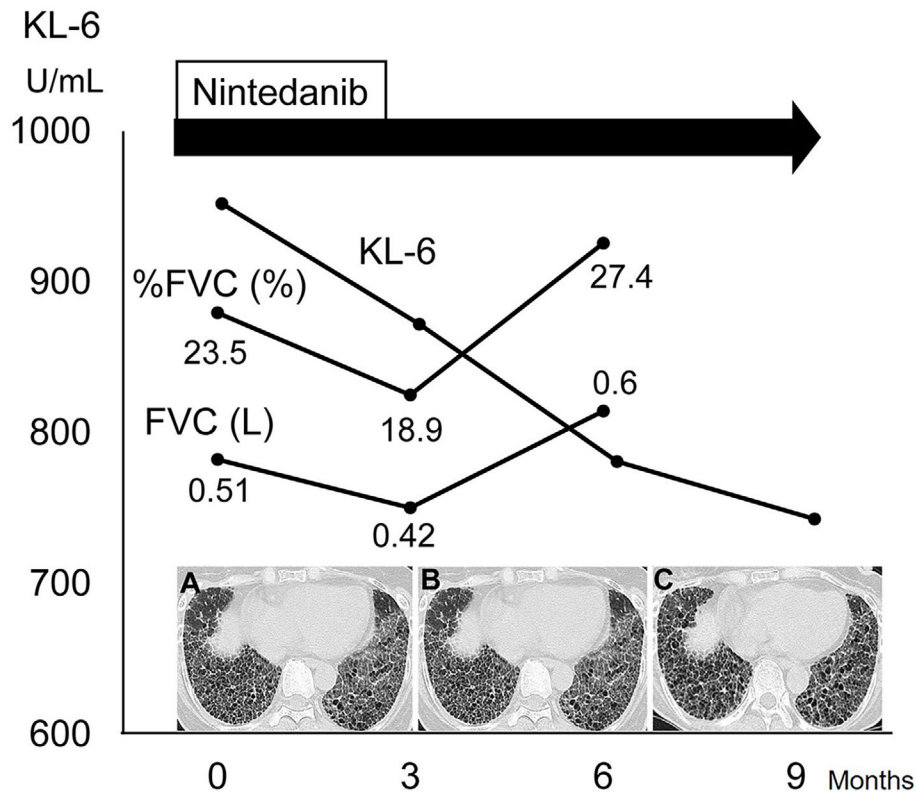 KL-6
U/mL
Nintedanib
1000
KL-6
900
%FVC (%)
27.4
23.5
0.6
800
FVC (L)
18.9
0.51
0.42
700
A
B
C
600
0
3
6
9
Months